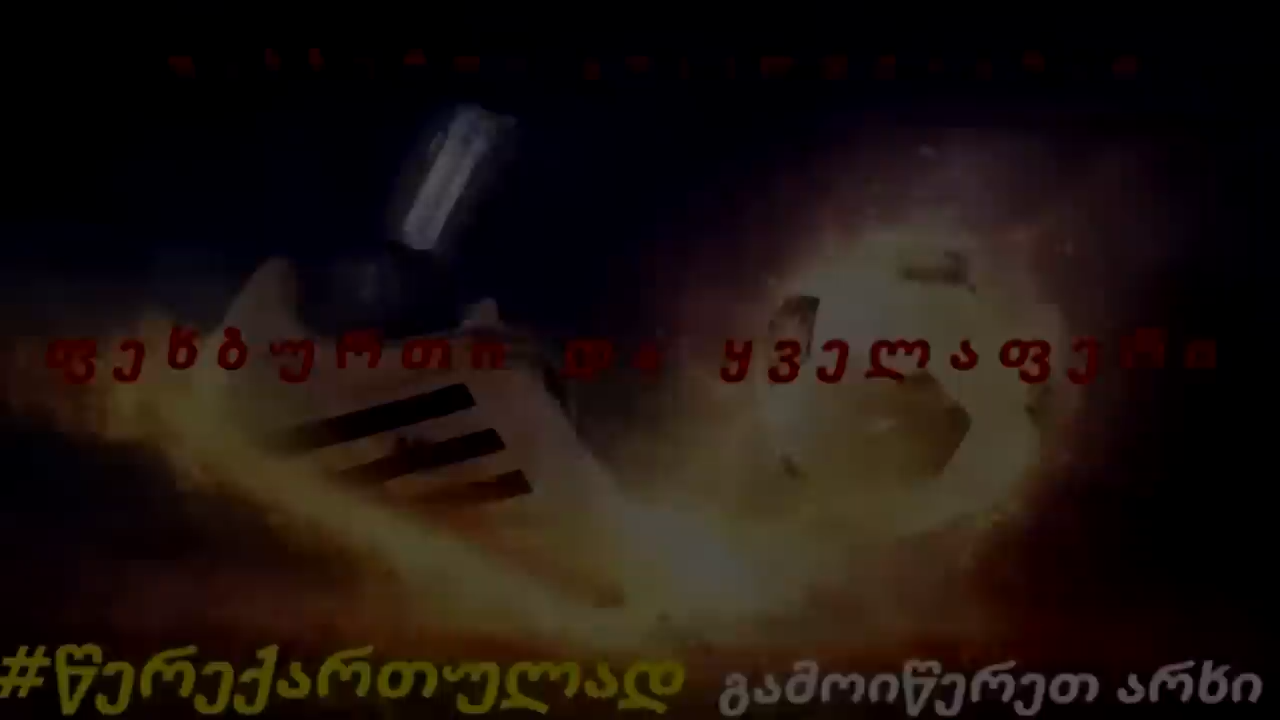 ფეხბურთი და ყველაფერი
#წერექართულად გამოიწერეთ არხი